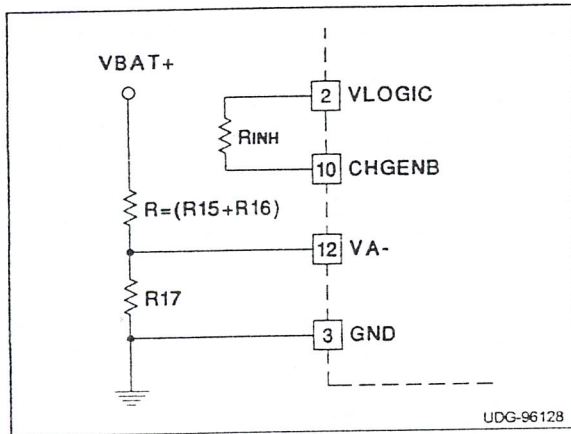 VBAT+
2 VLOGIC
RINH
10 CHGENB
R=(R15+R16)
12 VA-
R17
3 GND
UDG-96128